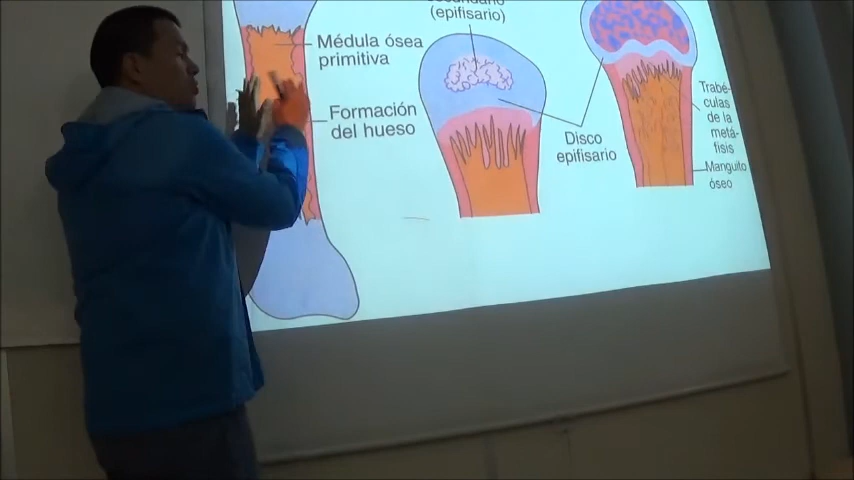 (epifisario)
Médula ósea
primitiva
Formación
del hueso
Disco
epifisario
Trabé-
culas
de la
metá-
fisis
Manguito
óseo